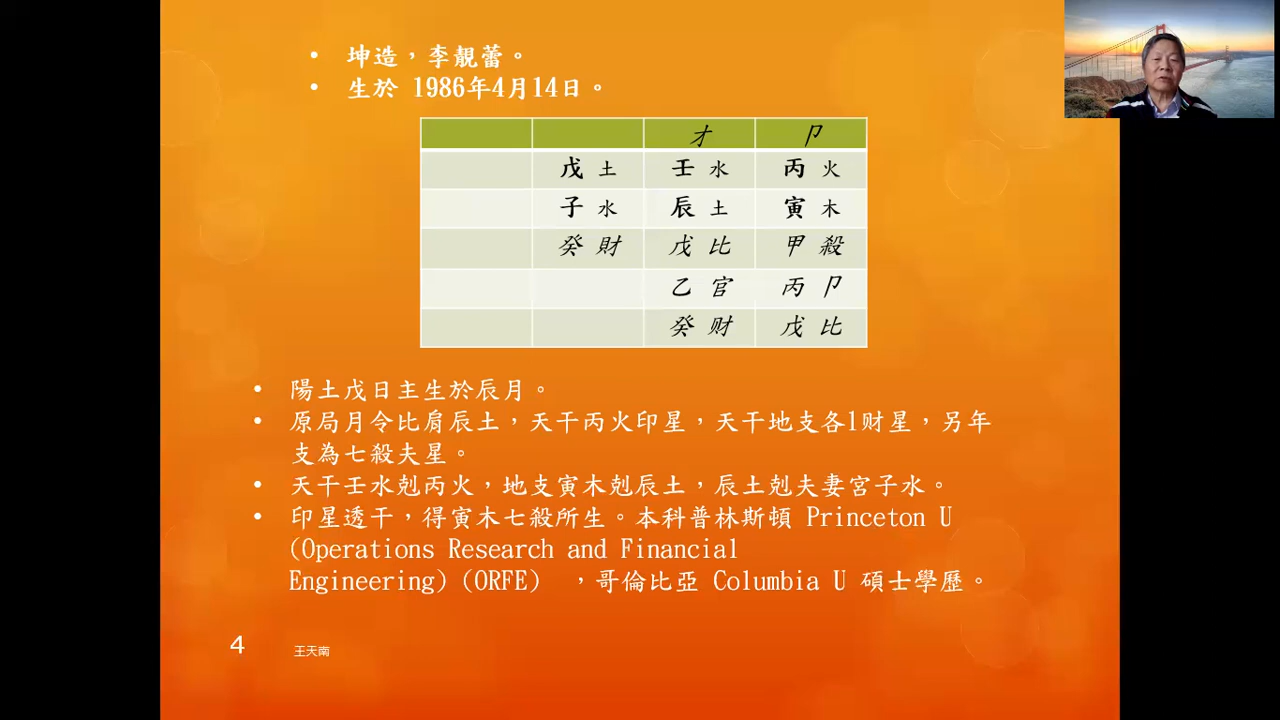 • 坤造，李靚蕾。
• 生於 1986年4月14日。
才 卩
戊 土 壬 水 丙 火
子 水 辰 土 寅 木
癸 財 戊 比 甲 殺
乙 官 丙 卩
癸 财 戊 比
• 陽土戊日主生於辰月。
• 原局月令比肩辰土，天干丙火印星，天干地支各1财星，另年
支為七殺夫星。
• 天干壬水剋丙火，地支寅木剋辰土，辰土剋夫妻宮子水。
• 印星透干，得寅木七殺所生。本科普林斯頓 Princeton U
(Operations Research and Financial
Engineering)(ORFE) ，哥倫比亞 Columbia U 碩士學歷。
4 王天南